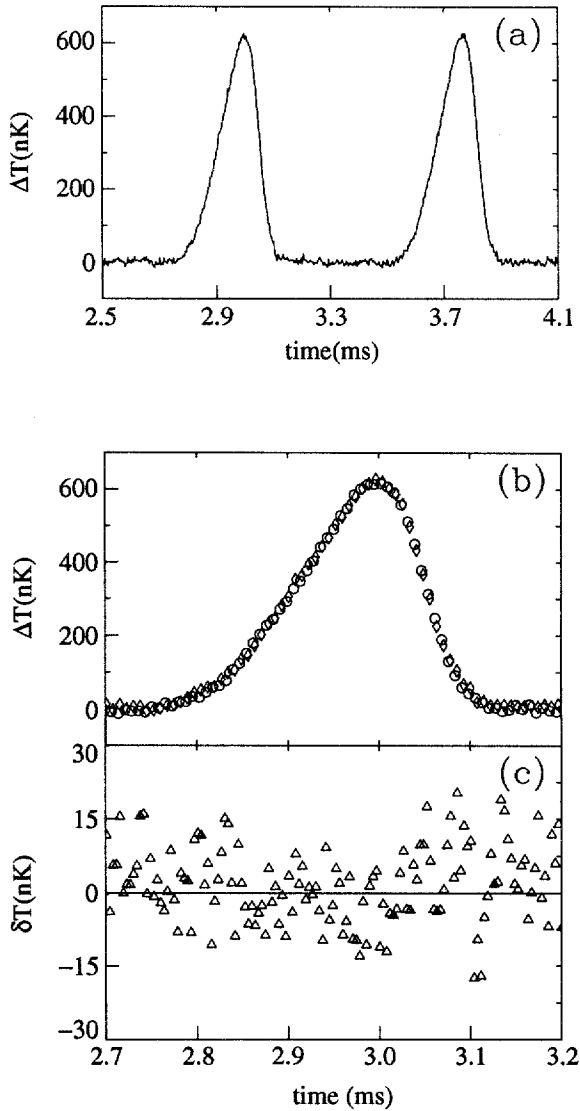 (a)
ΔT(nK)
600
400
200
0
2.5 2.9 3.3 3.7 4.1
time(ms)
(b)
ΔT(nK)
600
400
200
0
(c)
δT(nK)
30
15
0
−15
−30
2.7 2.8 2.9 3.0 3.1 3.2
time (ms)